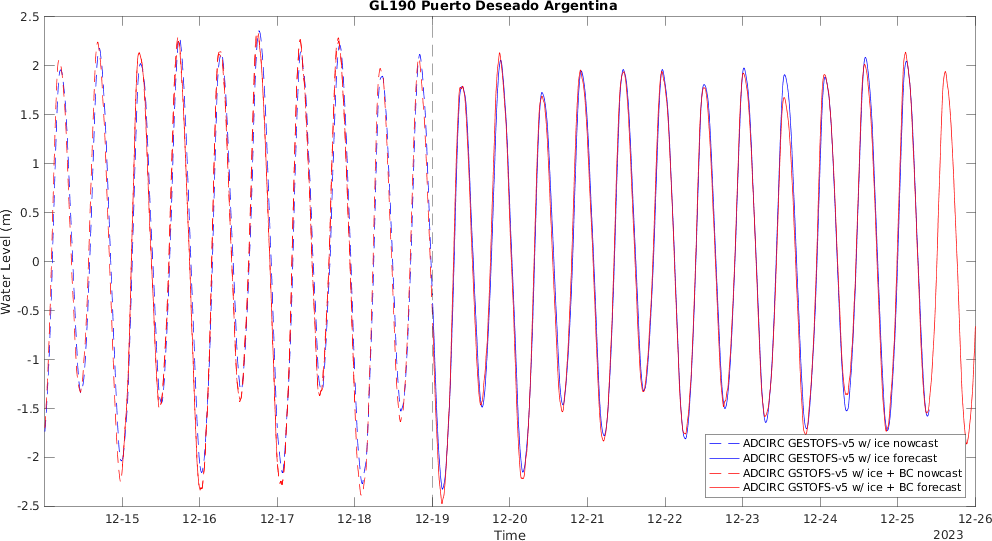 GL190 Puerto Deseado Argentina
2.5
2
1.5
1
0.5
0
-0.5
-1
-1.5
-2
-2.5
Water Level (m)
ADCIRC GESTOFS-v5 w/ ice nowcast
ADCIRC GESTOFS-v5 w/ ice forecast
ADCIRC GSTOFS-v5 w/ ice + BC nowcast
ADCIRC GSTOFS-v5 w/ ice + BC forecast
12-15 12-16 12-17 12-18 12-19 12-20 12-21 12-22 12-23 12-24 12-25 12-26
Time
2023